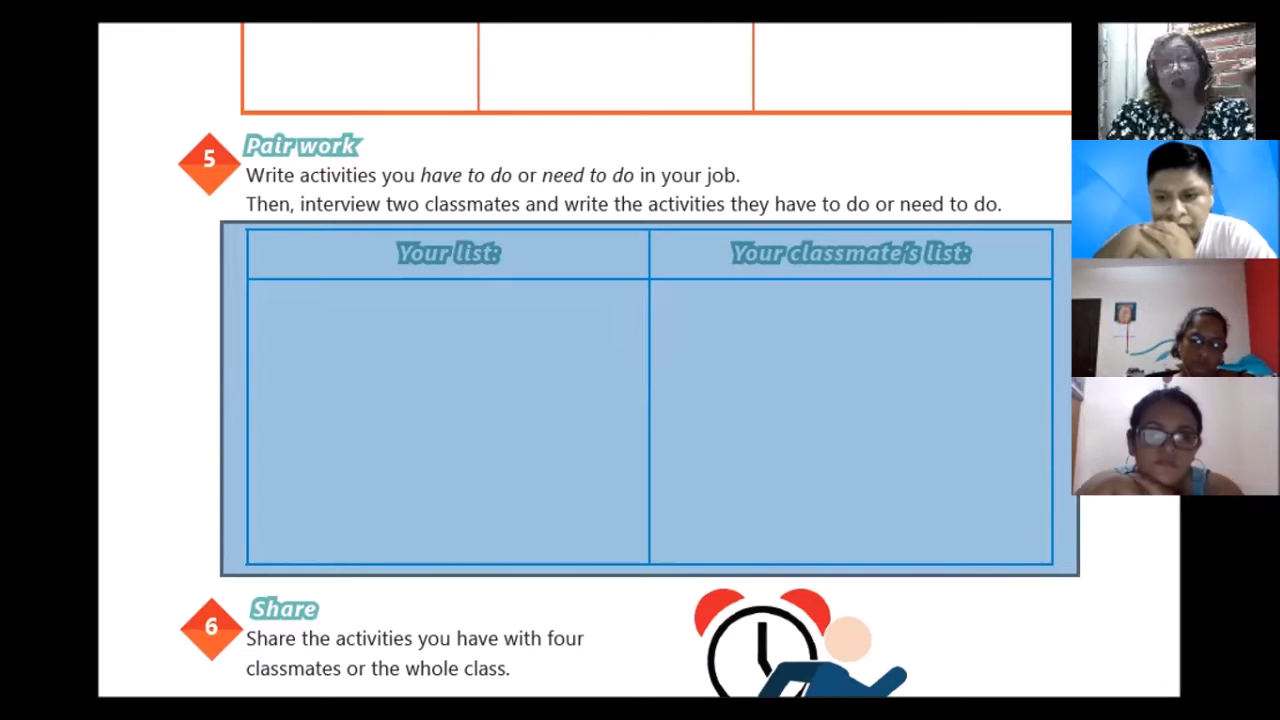 5
Pair work
Write activities you have to do or need to do in your job.
Then, interview two classmates and write the activities they have to do or need to do.
Your list:
Your classmate's list:
6
Share
Share the activities you have with four
classmates or the whole class.